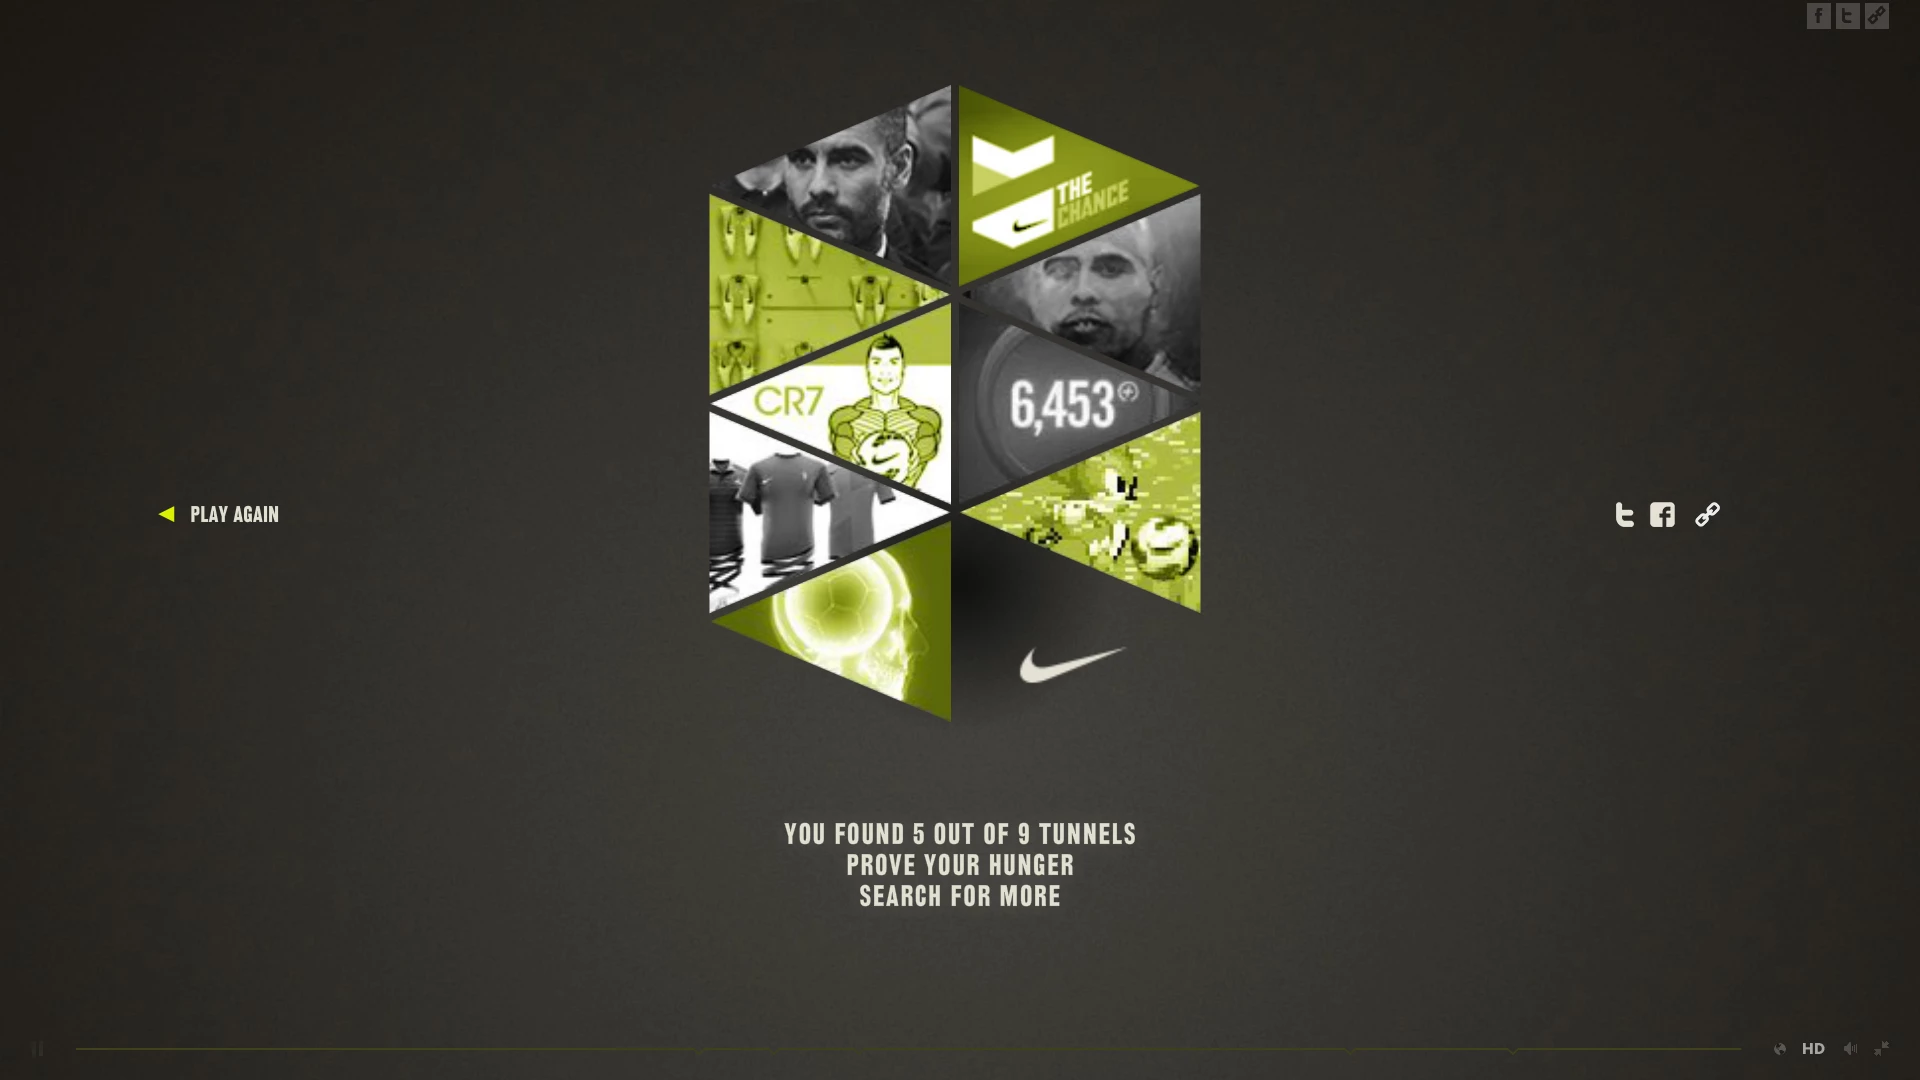 THE
CHANCE
CR7
6,453
PLAY AGAIN
YOU FOUND 5 OUT OF 9 TUNNELS
PROVE YOUR HUNGER
SEARCH FOR MORE
HD